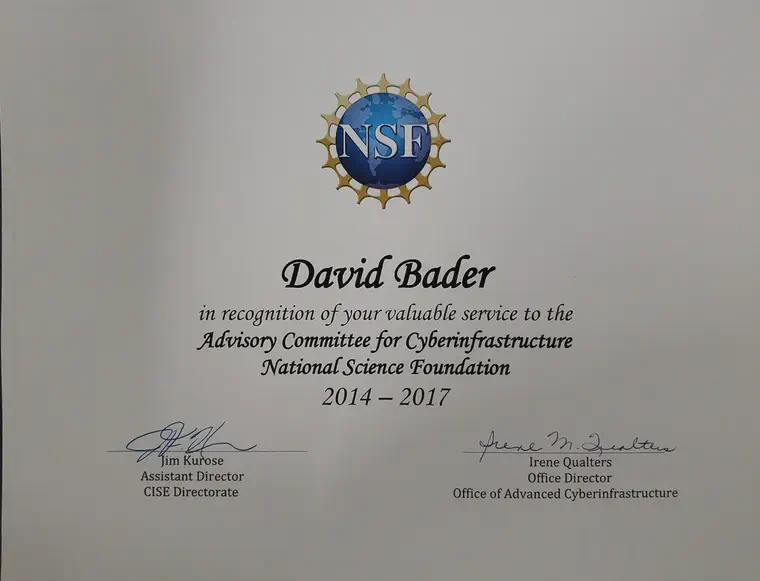 NSF
David Bader
in recognition of your valuable service to the
Advisory Committee for Cyberinfrastructure
National Science Foundation
2014 – 2017
Irene M. Qualters
Jim Kurose
Assistant Director
CISE Directorate
Irene Qualters
Office Director
Office of Advanced Cyberinfrastructure